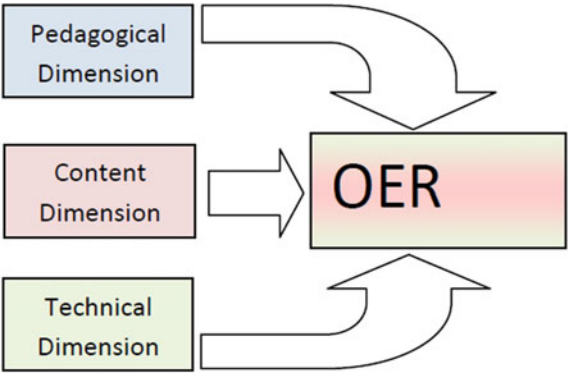 Pedagogical
Dimension
Content
Dimension
OER
Technical
Dimension